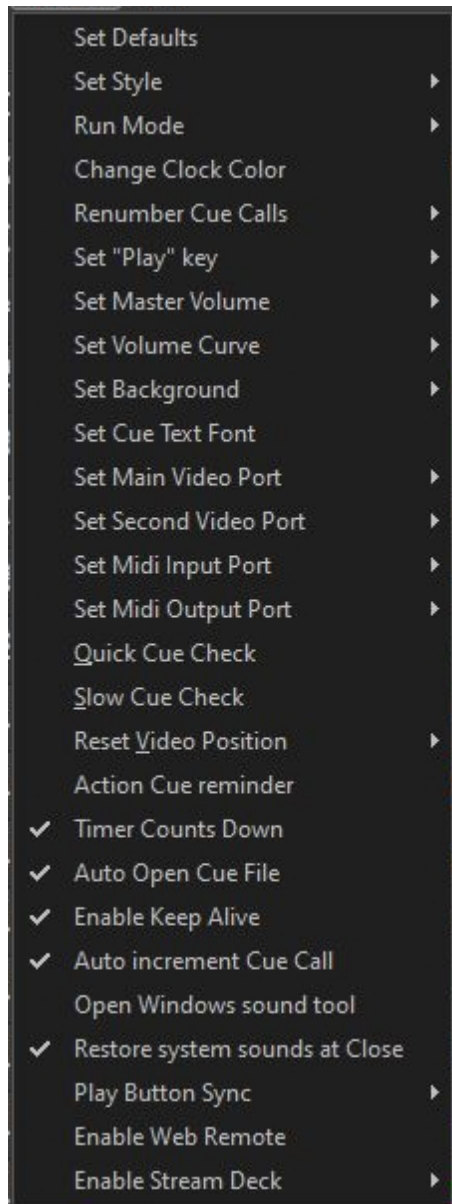 Set Defaults
Set Style
Run Mode
Change Clock Color
Renumber Cue Calls
Set "Play" key
Set Master Volume
Set Volume Curve
Set Background
Set Cue Text Font
Set Main Video Port
Set Second Video Port
Set Midi Input Port
Set Midi Output Port
Quick Cue Check
Slow Cue Check
Reset Video Position
Action Cue reminder
Timer Counts Down
Auto Open Cue File
Enable Keep Alive
Auto increment Cue Call
Open Windows sound tool
Restore system sounds at Close
Play Button Sync
Enable Web Remote
Enable Stream Deck